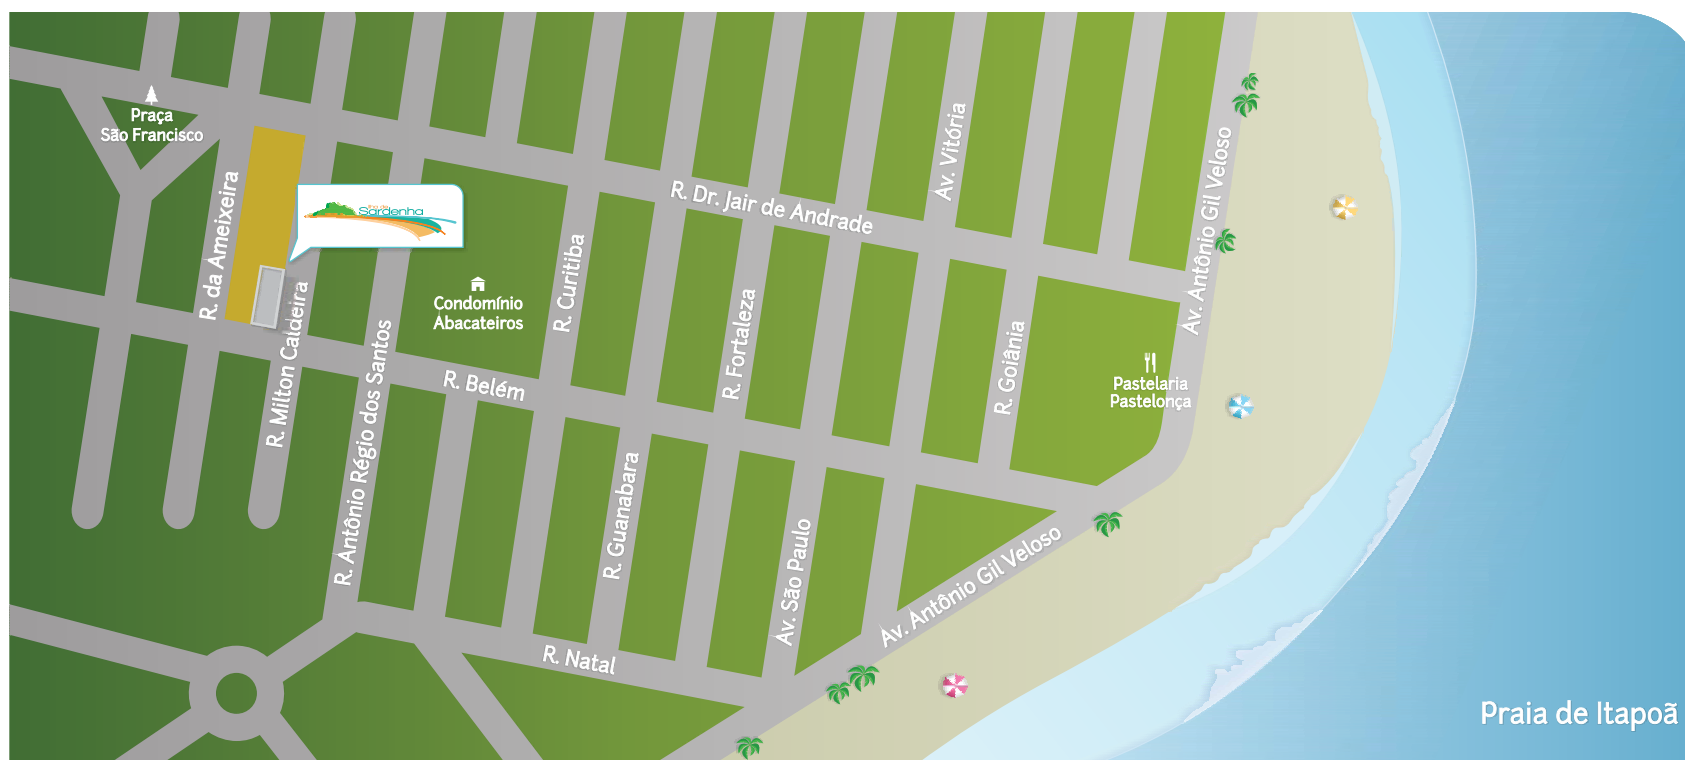 Praça
São Francisco
Ilha da
Sardenha
R. da Ameixeira
R. Milton Caldeira
R. Antônio Régio dos Santos
Condomínio
Abacateiros
R. Belém
R. Curitiba
R. Guanabara
R. Natal
R. Dr. Jair de Andrade
R. Fortaleza
Av. São Paulo
Av. Vitória
R. Goiânia
Av. Antônio Gil Veloso
Pastelaria
Pastelonça
Av. Antônio Gil Veloso
Praia de Itapoã